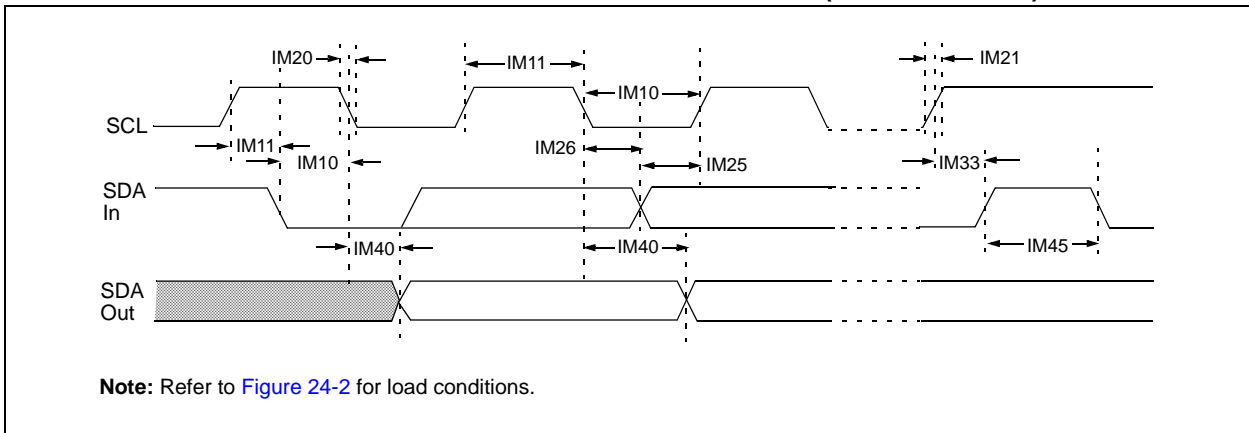 IM20
IM11
IM21
IM10
SCL
IM11
IM10
IM26
IM25
IM33
SDA
In
IM40
IM40
IM45
SDA
Out
Note: Refer to Figure 24-2 for load conditions.